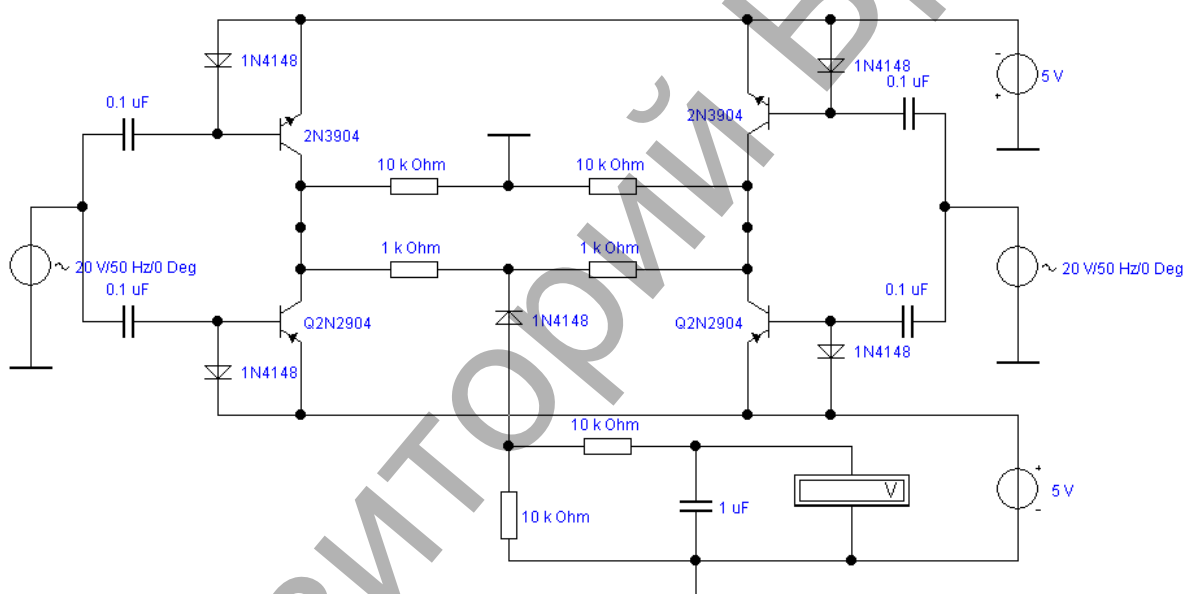 1N4148
1N4148
5 V
0.1 uF
0.1 uF
2N3904
2N3904
10 k Ohm
10 k Ohm
1 k Ohm
1 k Ohm
20 V/50 Hz/0 Deg
20 V/50 Hz/0 Deg
0.1 uF
0.1 uF
1N4148
Q2N2904
Q2N2904
1N4148
1N4148
10 k Ohm
V
5 V
10 k Ohm
1 uF